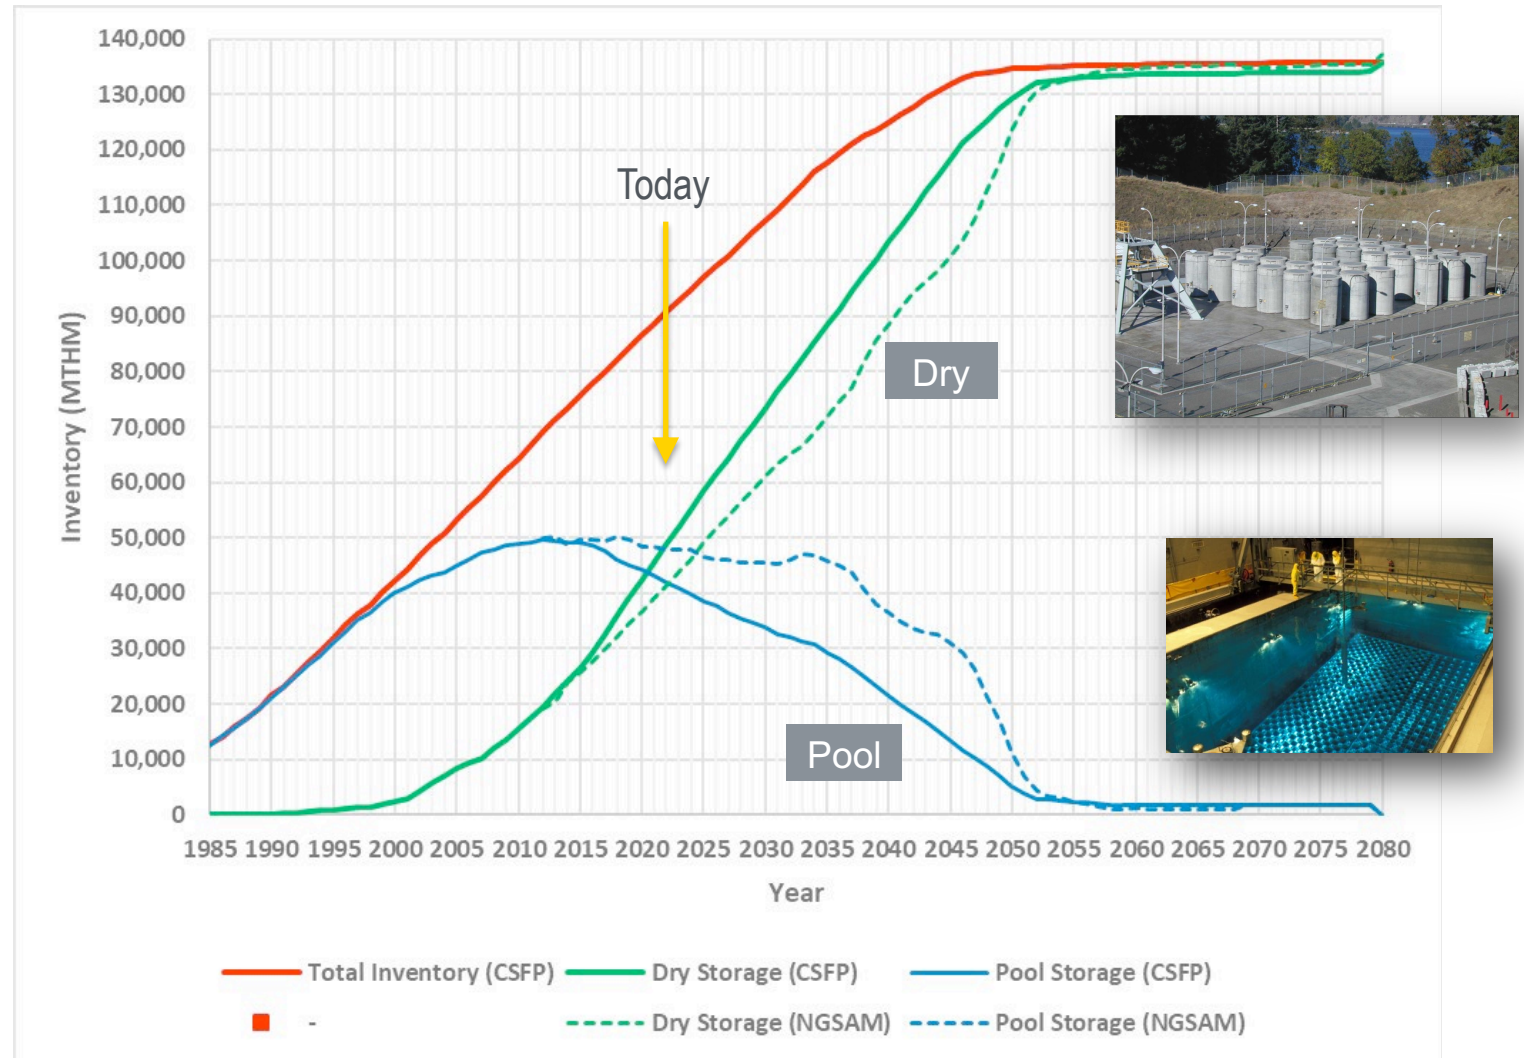 140,000
130,000
120,000
110,000
100,000
90,000
80,000
70,000
60,000
50,000
40,000
30,000
20,000
10,000
0
Inventory (MTHM)
Today
Dry
Pool
1985 1990 1995 2000 2005 2010 2015 2020 2025 2030 2035 2040 2045 2050 2055 2060 2065 2070 2075 2080
Year
Total Inventory (CSFP) Dry Storage (CSFP) Pool Storage (CSFP)
- Dry Storage (NGSAM) Pool Storage (NGSAM)